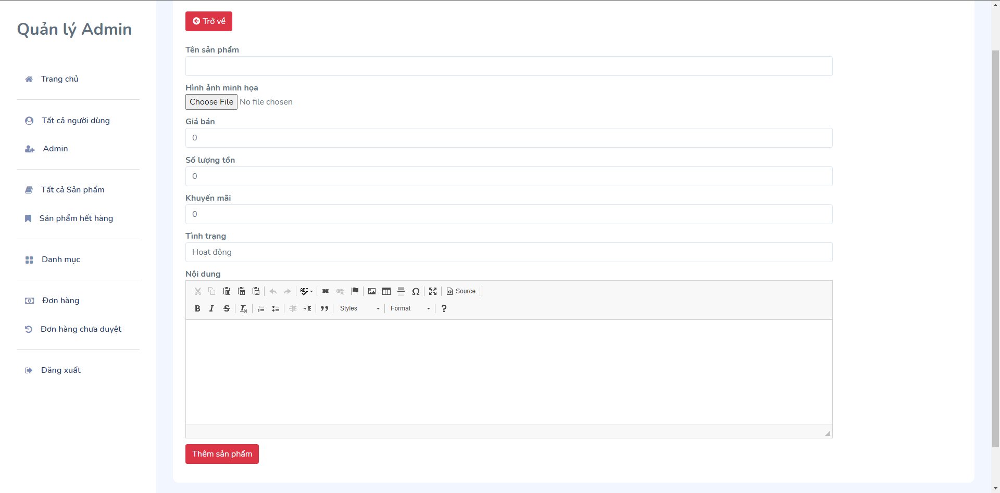 Quản lý Admin
Trang chủ
Tất cả người dùng
Admin
Tất cả Sản phẩm
Sản phẩm hết hàng
Danh mục
Đơn hàng
Đơn hàng chưa duyệt
Đăng xuất
Trở về
Tên sản phẩm
Hình ảnh minh họa
Choose File No file chosen
Giá bán
0
Số lượng tồn
0
Khuyến mãi
0
Tình trạng
Hoạt động
Nội dung
ABC Ω Source
B I S Ix Styles Format ?
Thêm sản phẩm